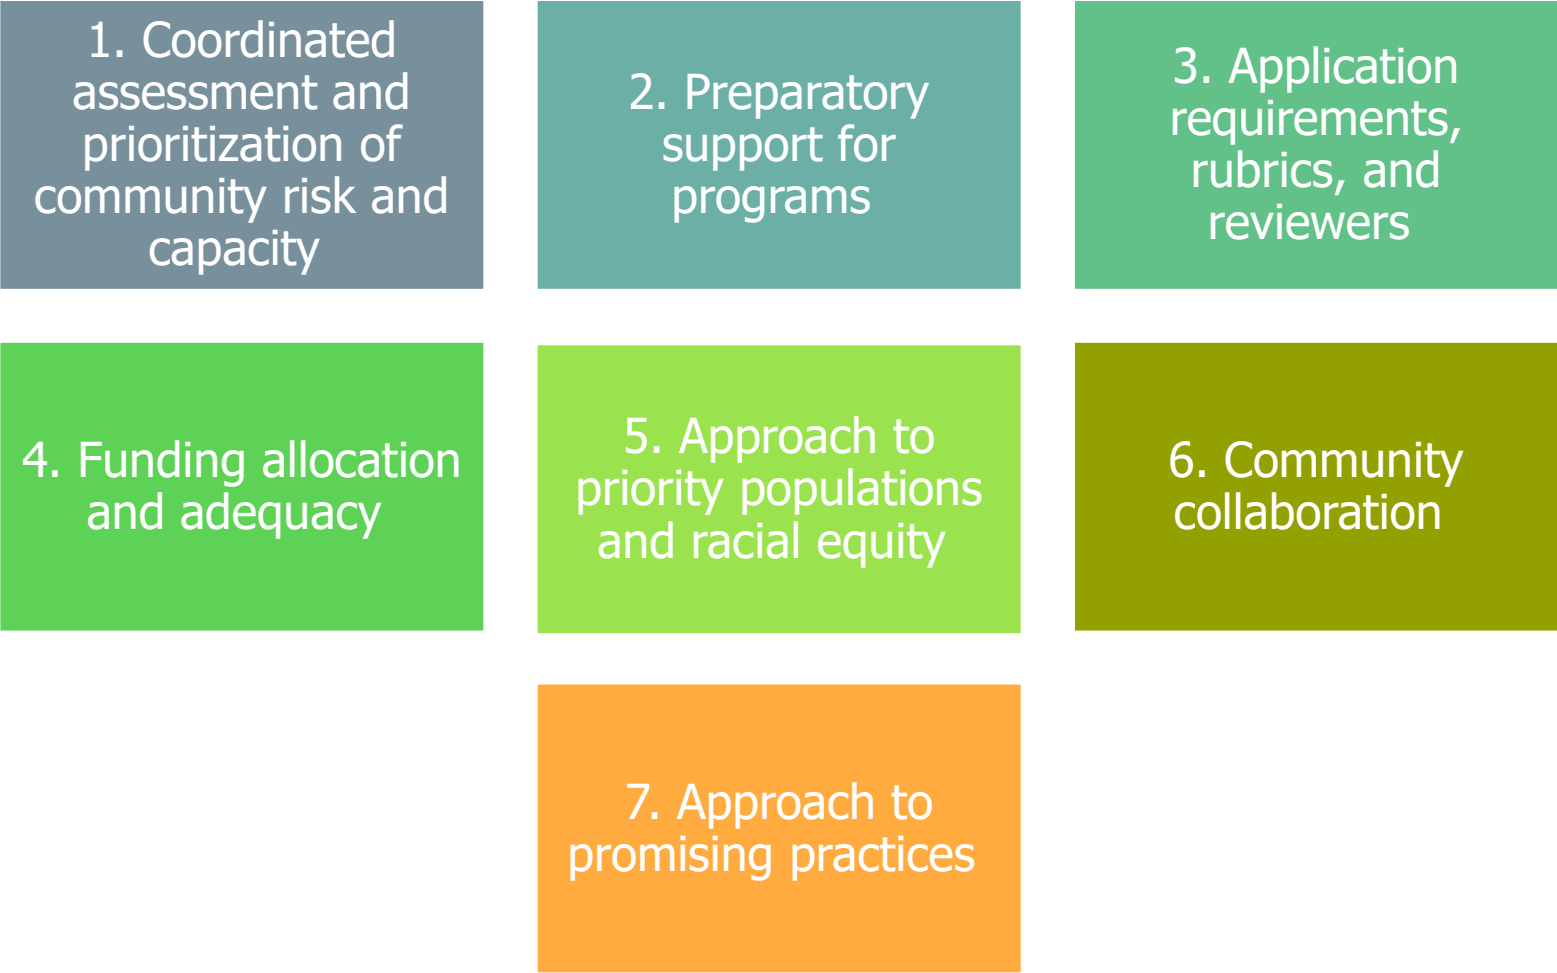 1. Coordinated
assessment and
prioritization of
community risk and
capacity
2. Preparatory
support for
programs
3. Application
requirements,
rubrics, and
reviewers
4. Funding allocation
and adequacy
5. Approach to
priority populations
and racial equity
6. Community
collaboration
7. Approach to
promising practices